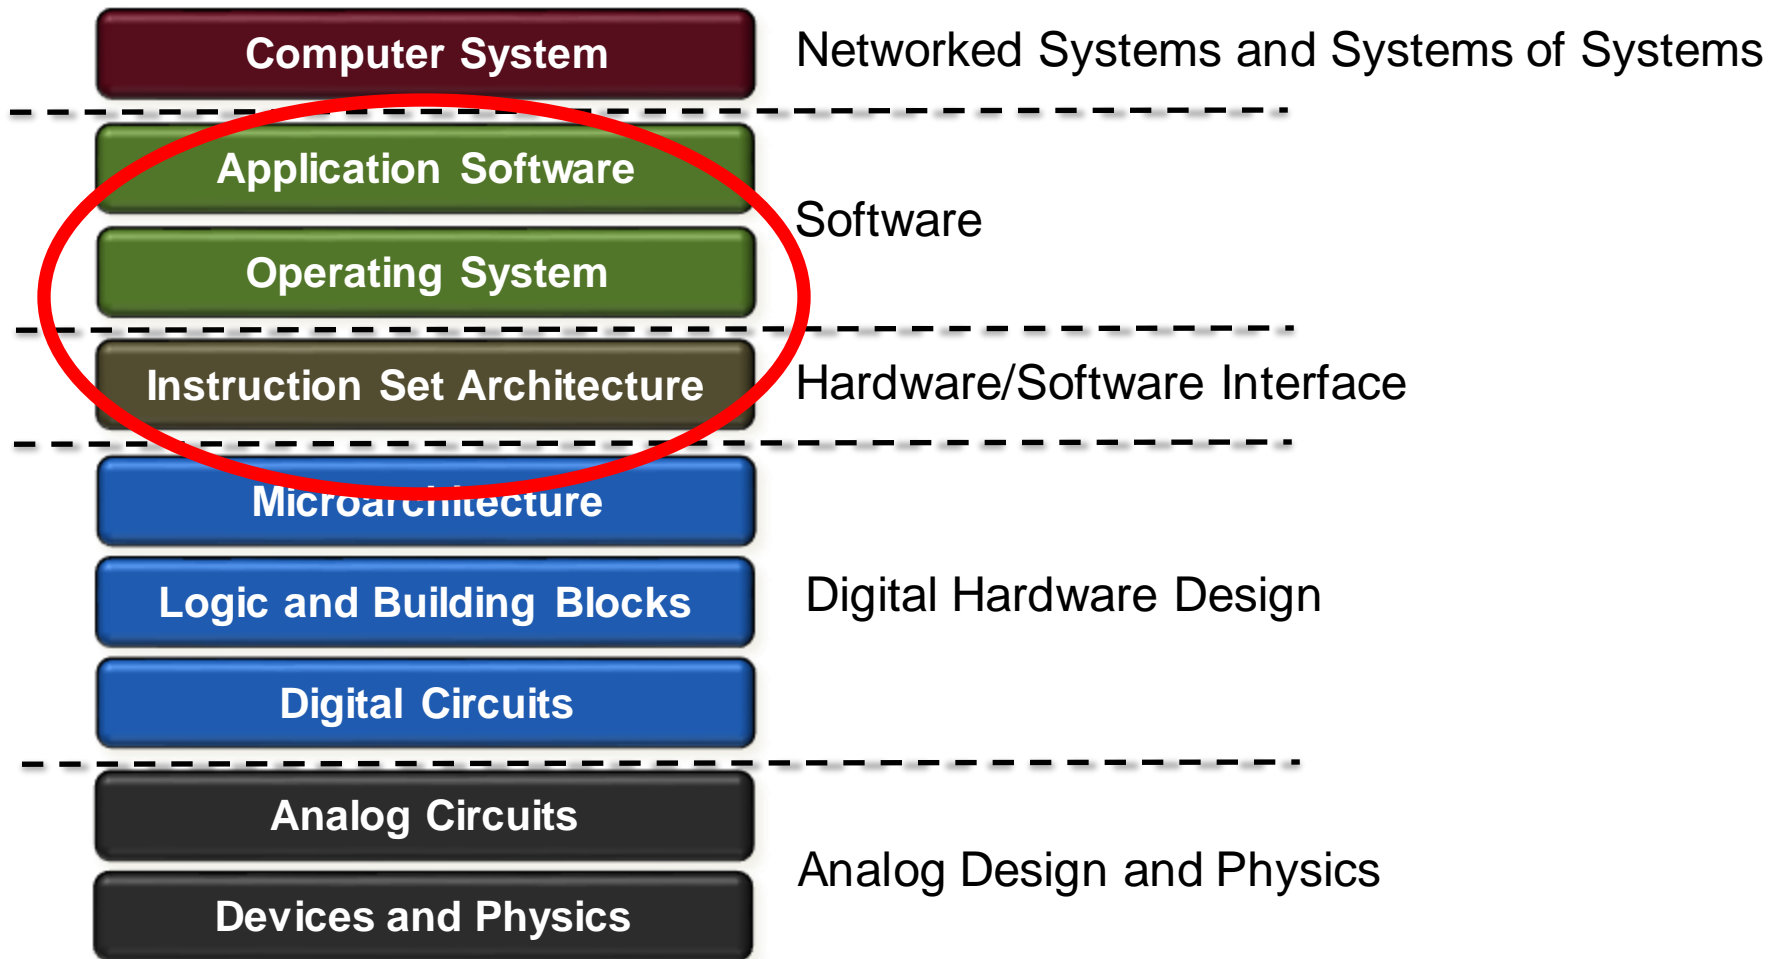 Computer System
Networked Systems and Systems of Systems
Application Software
Software
Operating System
Instruction Set Architecture
Hardware/Software Interface
Microarchitecture
Logic and Building Blocks
Digital Hardware Design
Digital Circuits
Analog Circuits
Analog Design and Physics
Devices and Physics